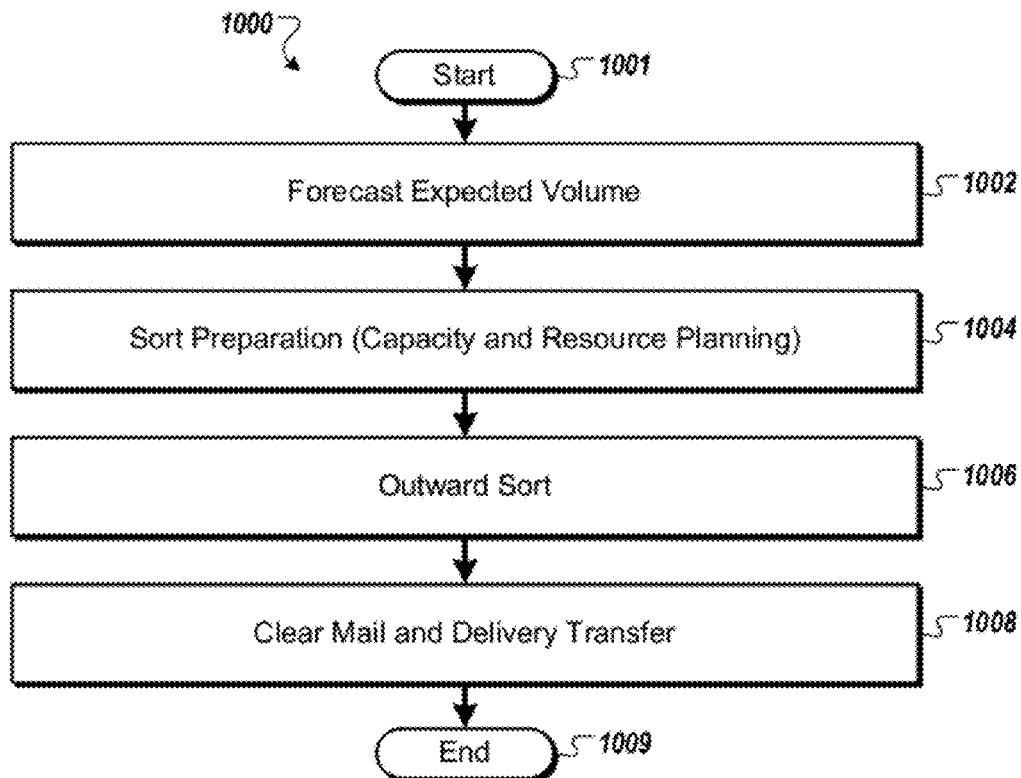 1000
Start
1001
Forecast Expected Volume
1002
Sort Preparation (Capacity and Resource Planning)
1004
Outward Sort
1006
Clear Mail and Delivery Transfer
1008
End
1009